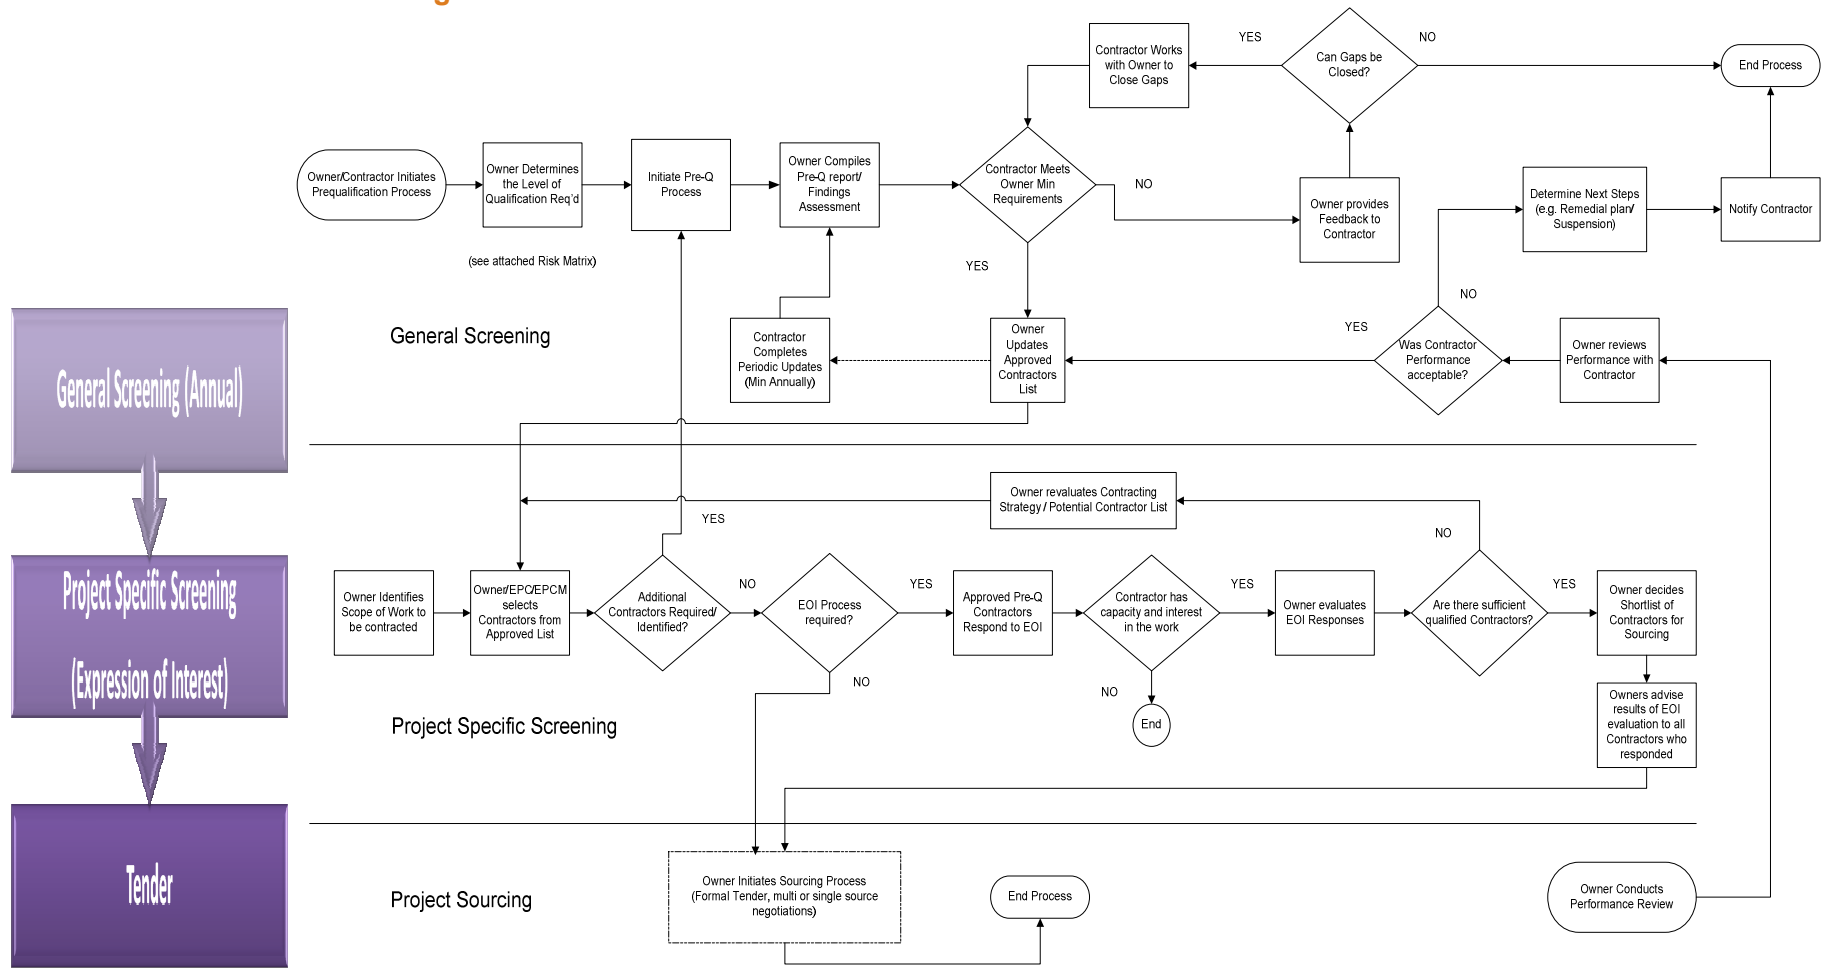 YES
NO
Contractor Works
with Owner to
Close Gaps
Can Gaps be
Closed?
End Process
Owner/Contractor Initiates
Prequalification Process
Owner Determines
the Level of
Qualification Req'd
Initiate Pre-Q
Process
Owner Compiles
Pre-Q report/
Findings
Assessment
Contractor Meets
Owner Min
Requirements
NO
Owner provides
Feedback to
Contractor
Determine Next Steps
(e.g. Remedial plan/
Suspension)
Notify Contractor
(see attached Risk Matrix)
YES
NO
General Screening
Contractor
Completes
Periodic Updates
(Min Annually)
Owner
Updates
Approved
Contractors
List
YES
Was Contractor
Performance
acceptable?
Owner reviews
Performance with
Contractor
General Screening (Annual)
Owner revaluates Contracting
Strategy / Potential Contractor List
YES
NO
Project Specific Screening
(Expression of Interest)
Owner Identifies
Scope of Work to
be contracted
Owner/EPC/EPCM
selects
Contractors from
Approved List
Additional
Contractors Required/
Identified?
NO
EOI Process
required?
YES
Approved Pre-Q
Contractors
Respond to EOI
Contractor has
capacity and interest
in the work
YES
Owner evaluates
EOI Responses
Are there sufficient
qualified Contractors?
YES
Owner decides
Shortlist of
Contractors for
Sourcing
NO
NO
End
Owners advise
results of EOI
evaluation to all
Contractors who
responded
Project Specific Screening
Tender
Project Sourcing
Owner Initiates Sourcing Process
(Formal Tender, multi or single source
negotiations)
End Process
Owner Conducts
Performance Review